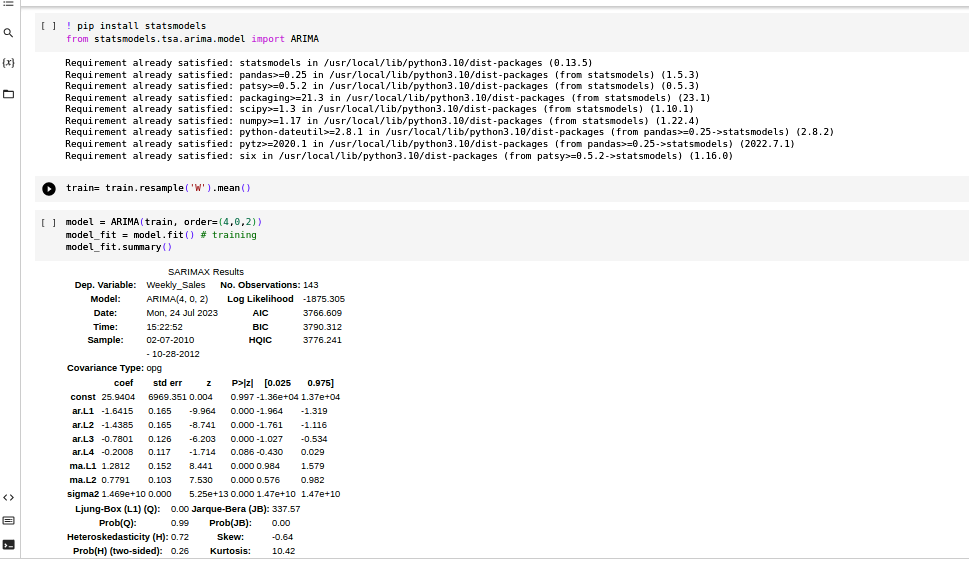 [ ] ! pip install statsmodels
from statsmodels.tsa.arima.model import ARIMA
Requirement already satisfied: statsmodels in /usr/local/lib/python3.10/dist-packages (0.13.5)
Requirement already satisfied: pandas>=0.25 in /usr/local/lib/python3.10/dist-packages (from statsmodels) (1.5.3)
Requirement already satisfied: patsy>=0.5.2 in /usr/local/lib/python3.10/dist-packages (from statsmodels) (0.5.3)
Requirement already satisfied: packaging>=21.3 in /usr/local/lib/python3.10/dist-packages (from statsmodels) (23.1)
Requirement already satisfied: scipy>=1.3 in /usr/local/lib/python3.10/dist-packages (from statsmodels) (1.10.1)
Requirement already satisfied: numpy>=1.17 in /usr/local/lib/python3.10/dist-packages (from statsmodels) (1.22.4)
Requirement already satisfied: python-dateutil>=2.8.1 in /usr/local/lib/python3.10/dist-packages (from pandas>=0.25->statsmodels) (2.8.2)
Requirement already satisfied: pytz>=2020.1 in /usr/local/lib/python3.10/dist-packages (from pandas>=0.25->statsmodels) (2022.7.1)
Requirement already satisfied: six in /usr/local/lib/python3.10/dist-packages (from patsy>=0.5.2->statsmodels) (1.16.0)
{x}
train= train.resample('W').mean()
[ ] model = ARIMA(train, order=(4,0,2))
model_fit = model.fit() # training
model_fit.summary()
SARIMAX Results
Dep. Variable: Weekly_Sales No. Observations: 143
Model: ARIMA(4, 0, 2) Log Likelihood -1875.305
Date: Mon, 24 Jul 2023 AIC 3766.609
Time: 15:22:52 BIC 3790.312
Sample: 02-07-2010 HQIC 3776.241
- 10-28-2012
Covariance Type: opg
coef std err z P>|z| [0.025 0.975]
const 25.9404 6969.351 0.004 0.997 -1.36e+04 1.37e+04
ar.L1 -1.6415 0.165 -9.964 0.000 -1.964 -1.319
ar.L2 -1.4385 0.165 -8.741 0.000 -1.761 -1.116
ar.L3 -0.7801 0.126 -6.203 0.000 -1.027 -0.534
ar.L4 -0.2008 0.117 -1.714 0.086 -0.430 0.029
ma.L1 1.2812 0.152 8.441 0.000 0.984 1.579
ma.L2 0.7791 0.103 7.530 0.000 0.576 0.982
sigma2 1.469e+10 0.000 5.25e+13 0.000 1.47e+10 1.47e+10
Ljung-Box (L1) (Q): 0.00 Jarque-Bera (JB): 337.57
Prob(Q): 0.99 Prob(JB): 0.00
Heteroskedasticity (H): 0.72 Skew: -0.64
Prob(H) (two-sided): 0.26 Kurtosis: 10.42